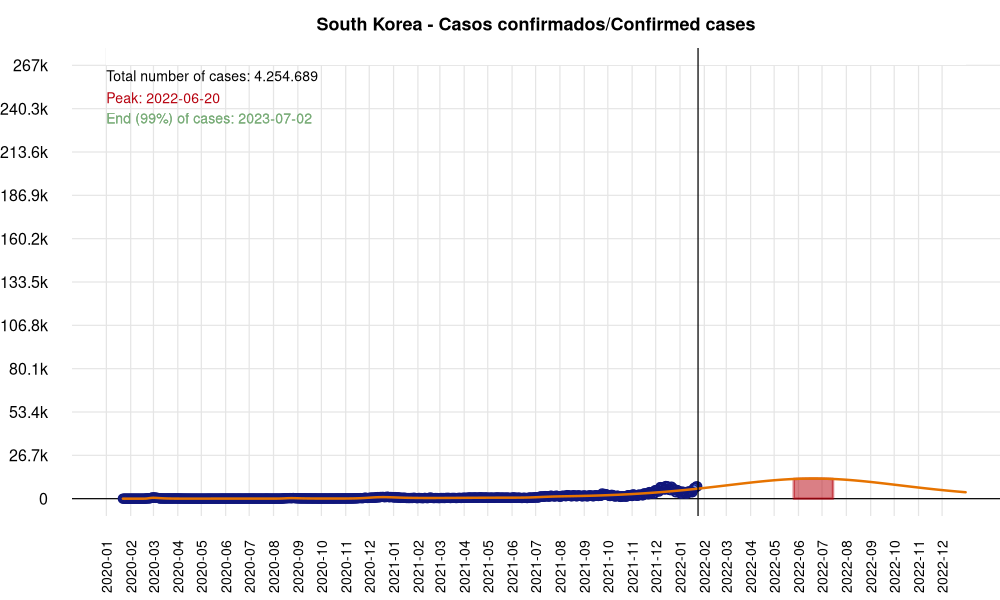 South Korea - Casos confirmados/Confirmed cases
267k
Total number of cases: 4.254.689
Peak: 2022-06-20
240.3k
End (99%) of cases: 2023-07-02
213.6k
186.9k
160.2k
133.5k
106.8k
80.1k
53.4k
26.7k
0
2020-01
2020-02
2020-03
2020-04
2020-05
2020-06
2020-07
2020-08
2020-09
2020-10
2020-11
2020-12
2021-01
2021-02
2021-03
2021-04
2021-05
2021-06
2021-07
2021-08
2021-09
2021-10
2021-11
2021-12
2022-01
2022-02
2022-03
2022-04
2022-05
2022-06
2022-07
2022-08
2022-09
2022-10
2022-11
2022-12